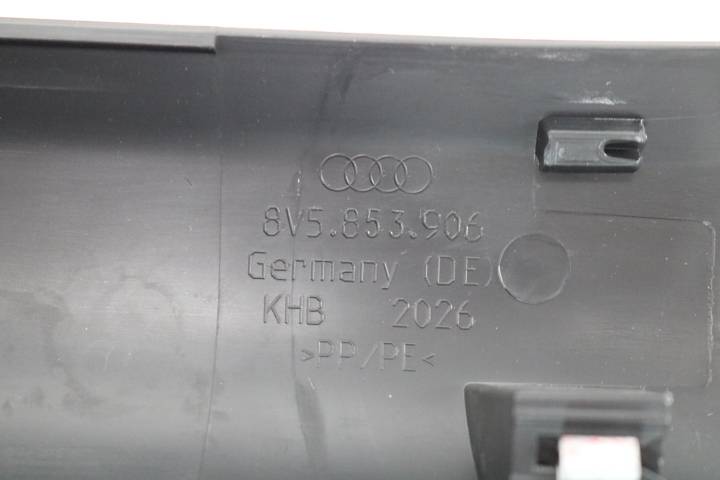 8V5.853.906
Germany (DE)
KHB 2026
>PP/PE<